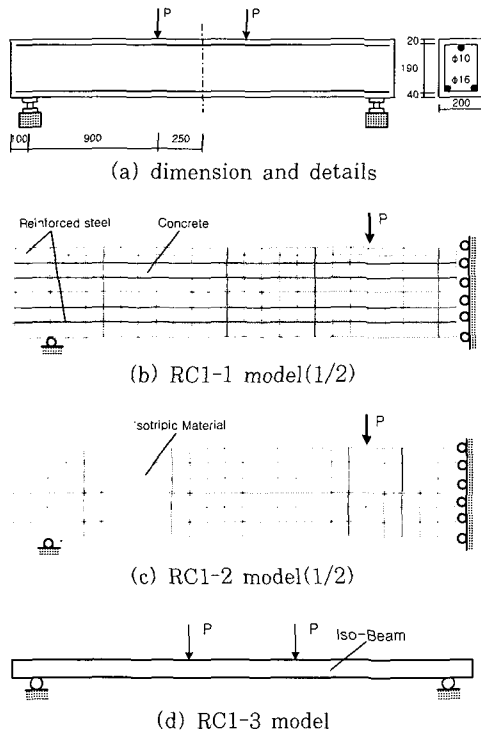 P
P
20
190
40
φ10
φ16
200
100
900
250
(a) dimension and details
Reinforced steel
Concrete
P
(b) RC1-1 model(1/2)
Isotripic Material
P
(c) RC1-2 model(1/2)
P
P
Iso-Beam
(d) RC1-3 model